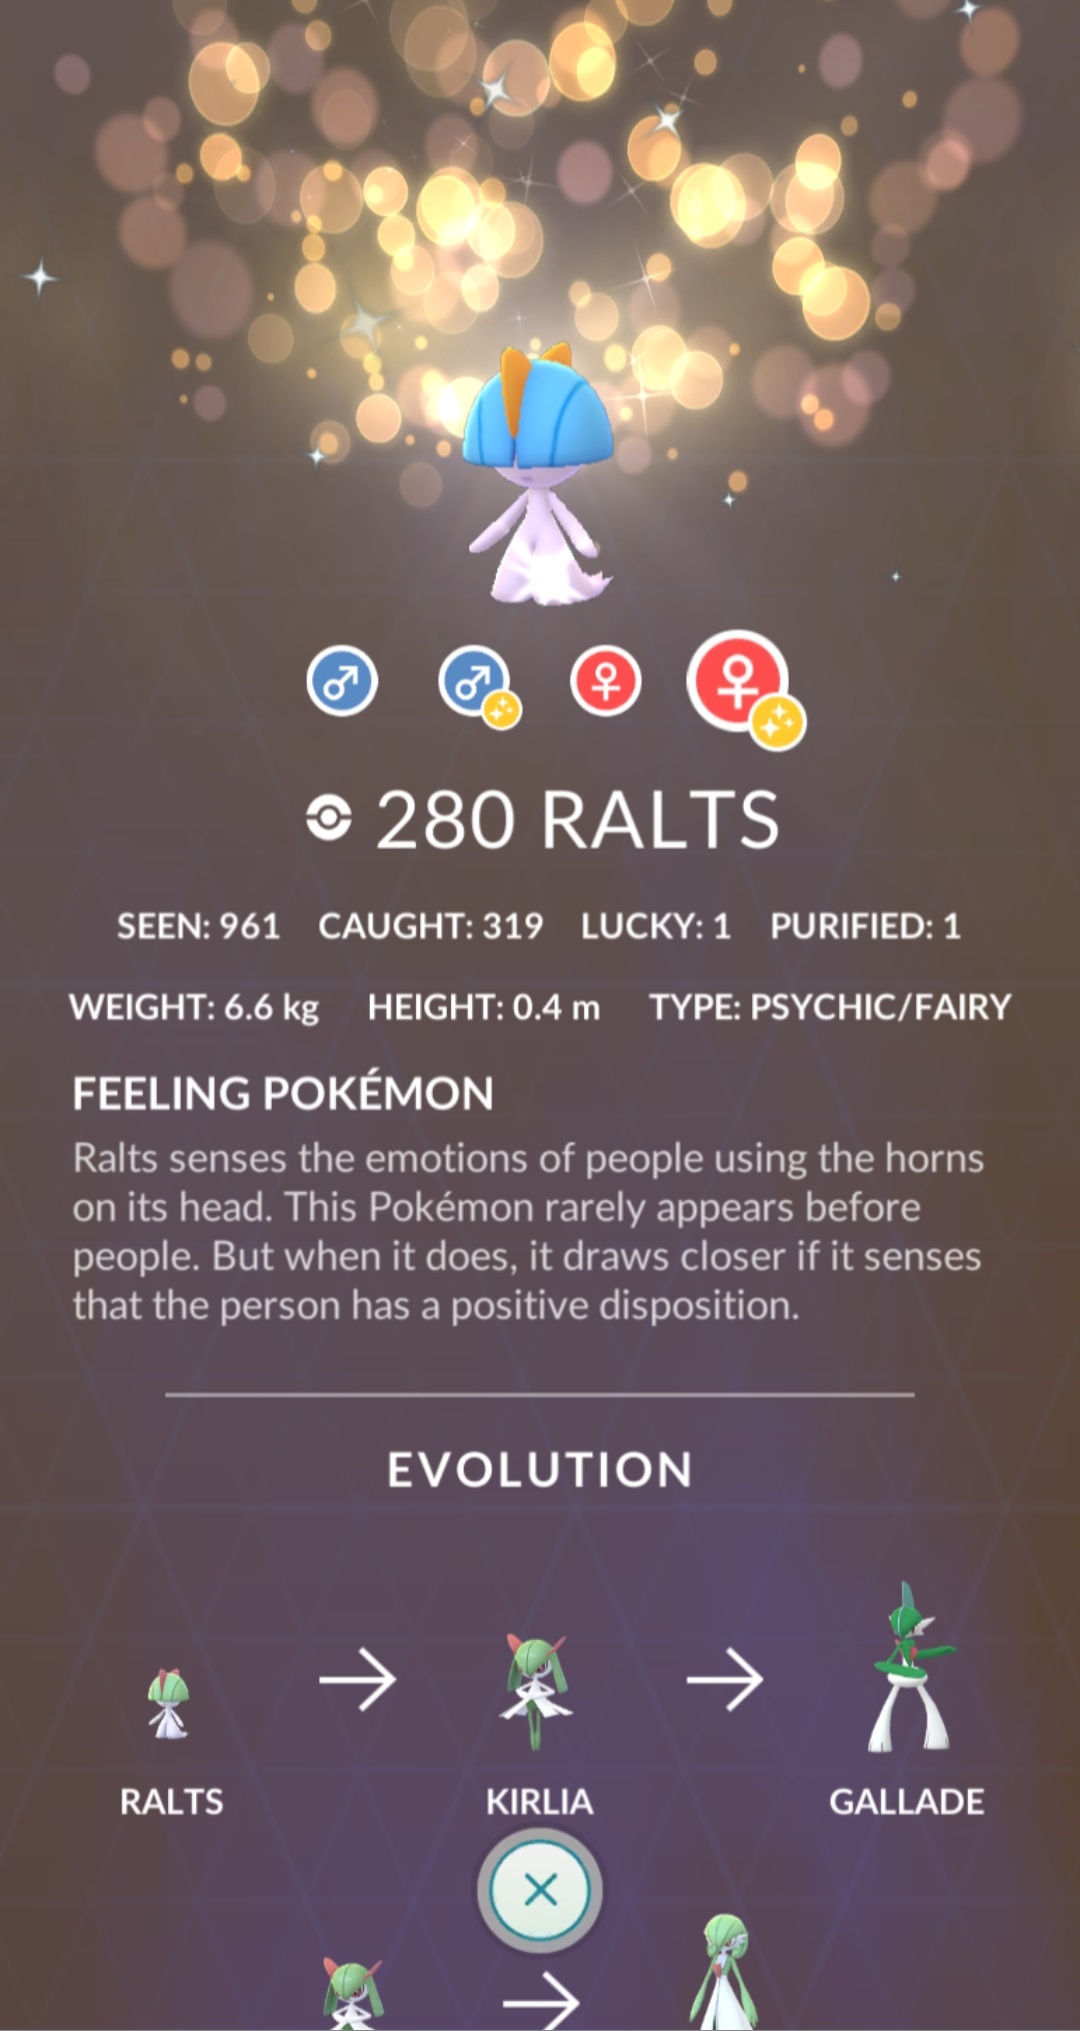 280 RALTS
SEEN: 961 CAUGHT: 319 LUCKY: 1 PURIFIED: 1
WEIGHT: 6.6 kg HEIGHT: 0.4 m TYPE: PSYCHIC/FAIRY
FEELING POKÉMON
Ralts senses the emotions of people using the horns
on its head. This Pokémon rarely appears before
people. But when it does, it draws closer if it senses
that the person has a positive disposition.
EVOLUTION
RALTS KIRLIA GALLADE